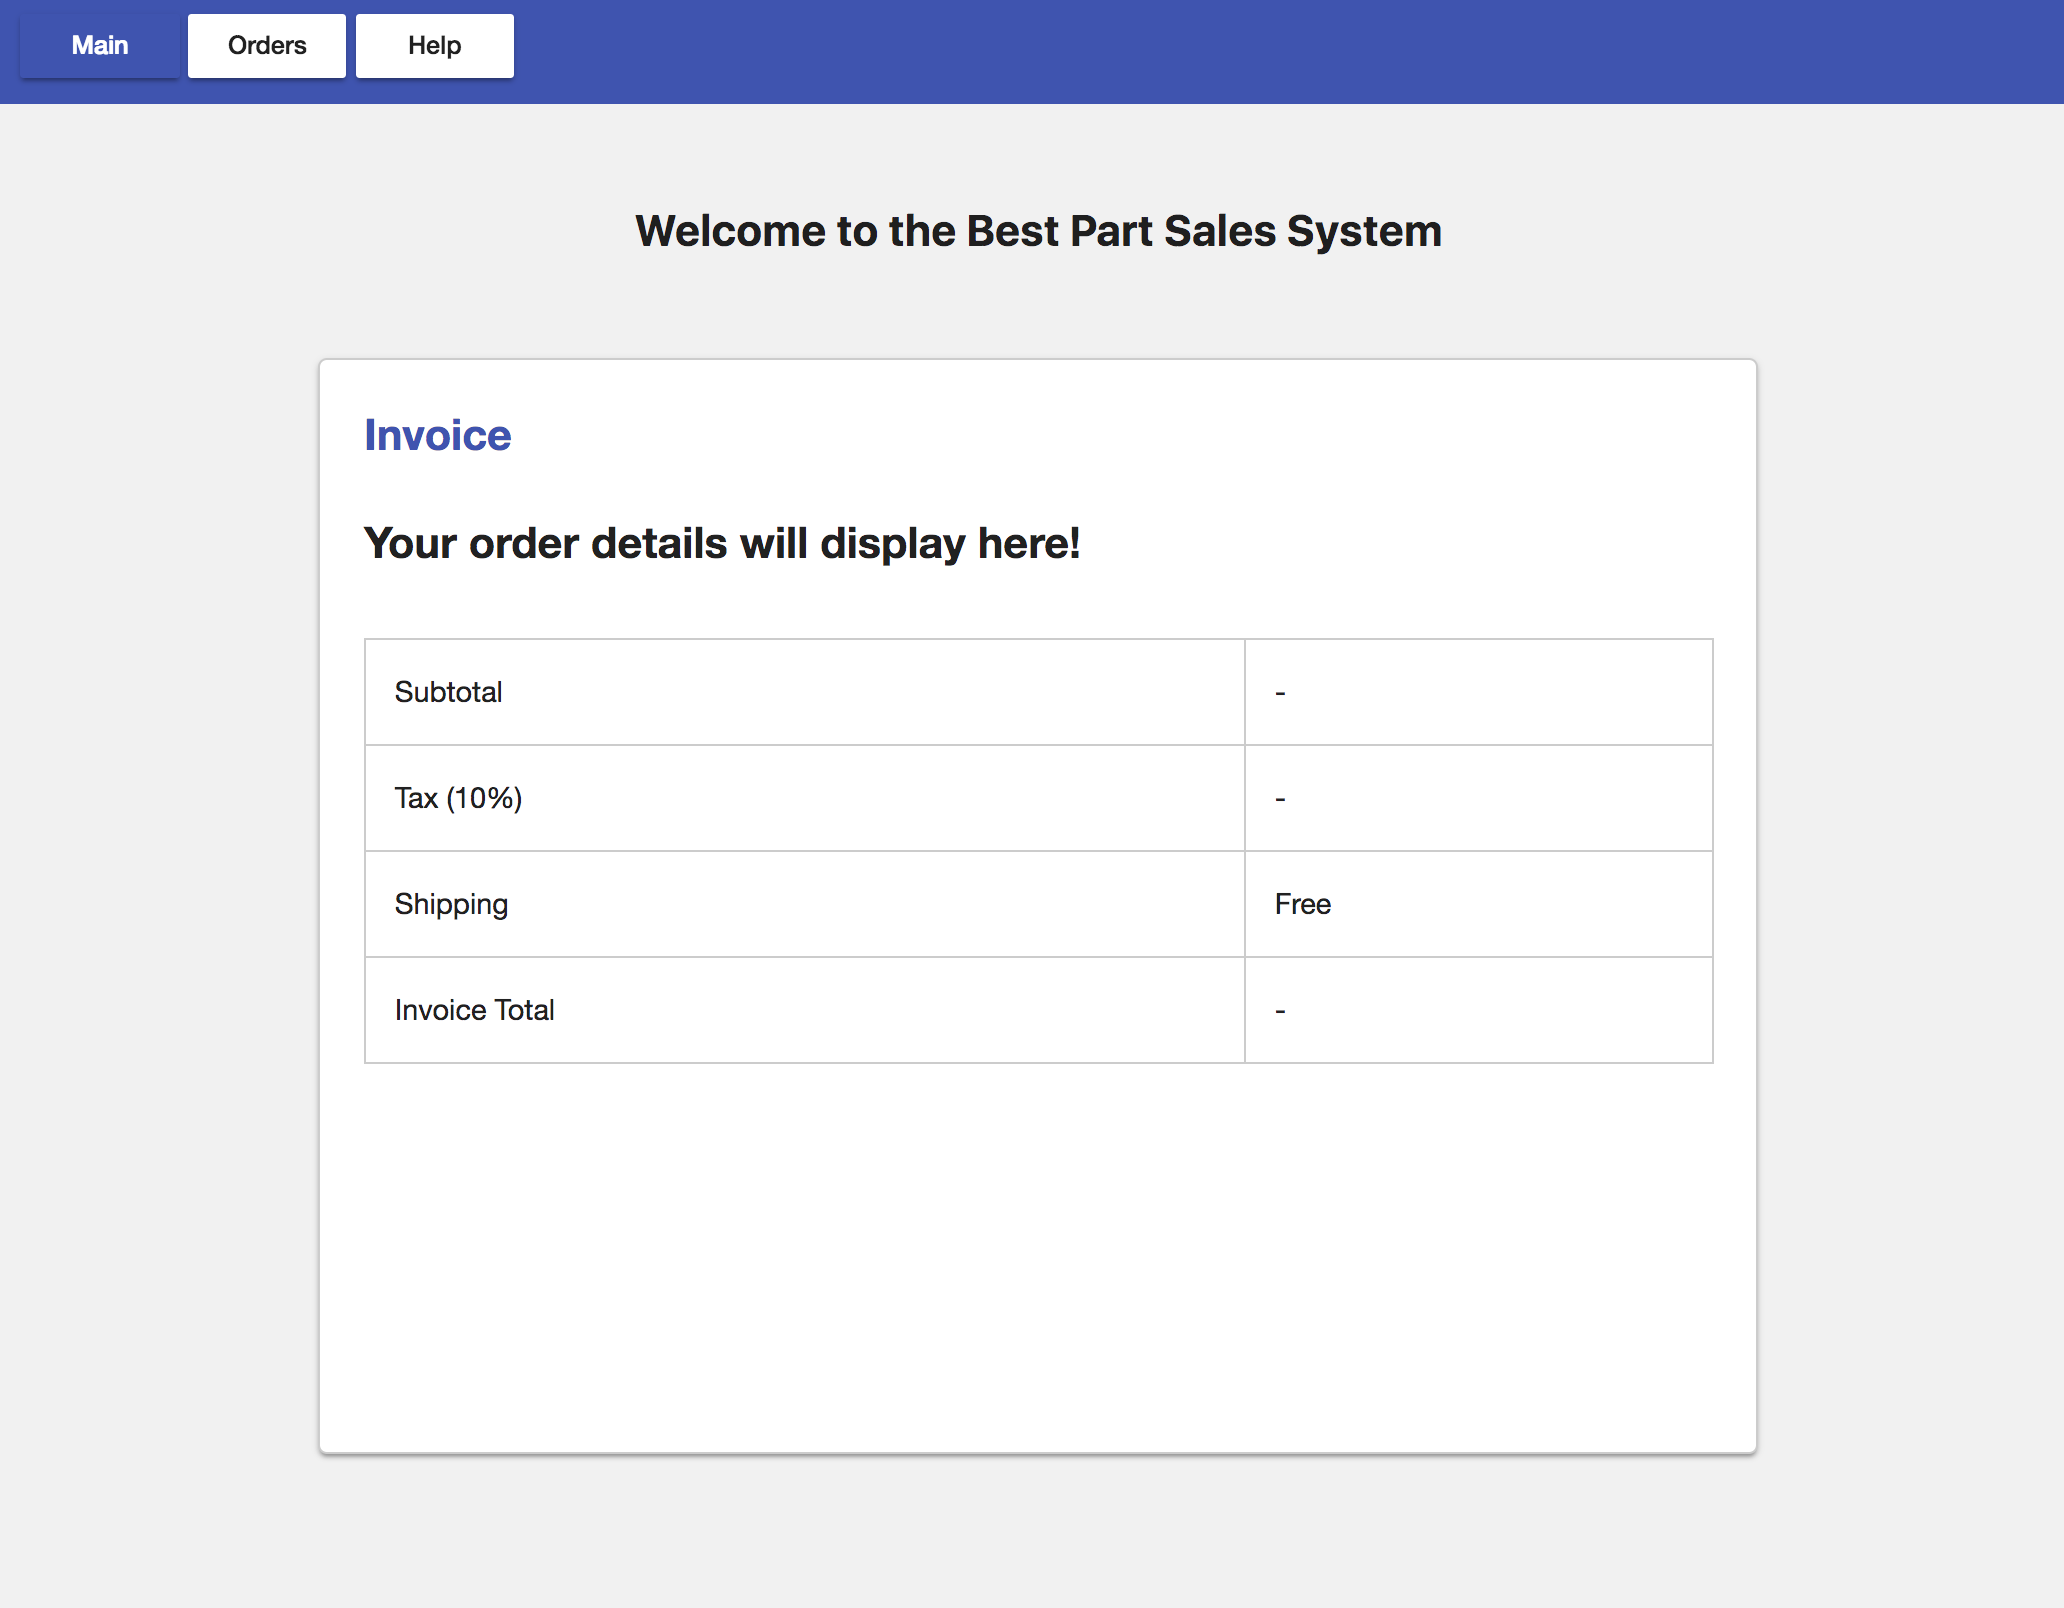 Main Orders Help
Welcome to the Best Part Sales System
Invoice
Your order details will display here!
Subtotal -
Tax (10%) -
Shipping Free
Invoice Total -